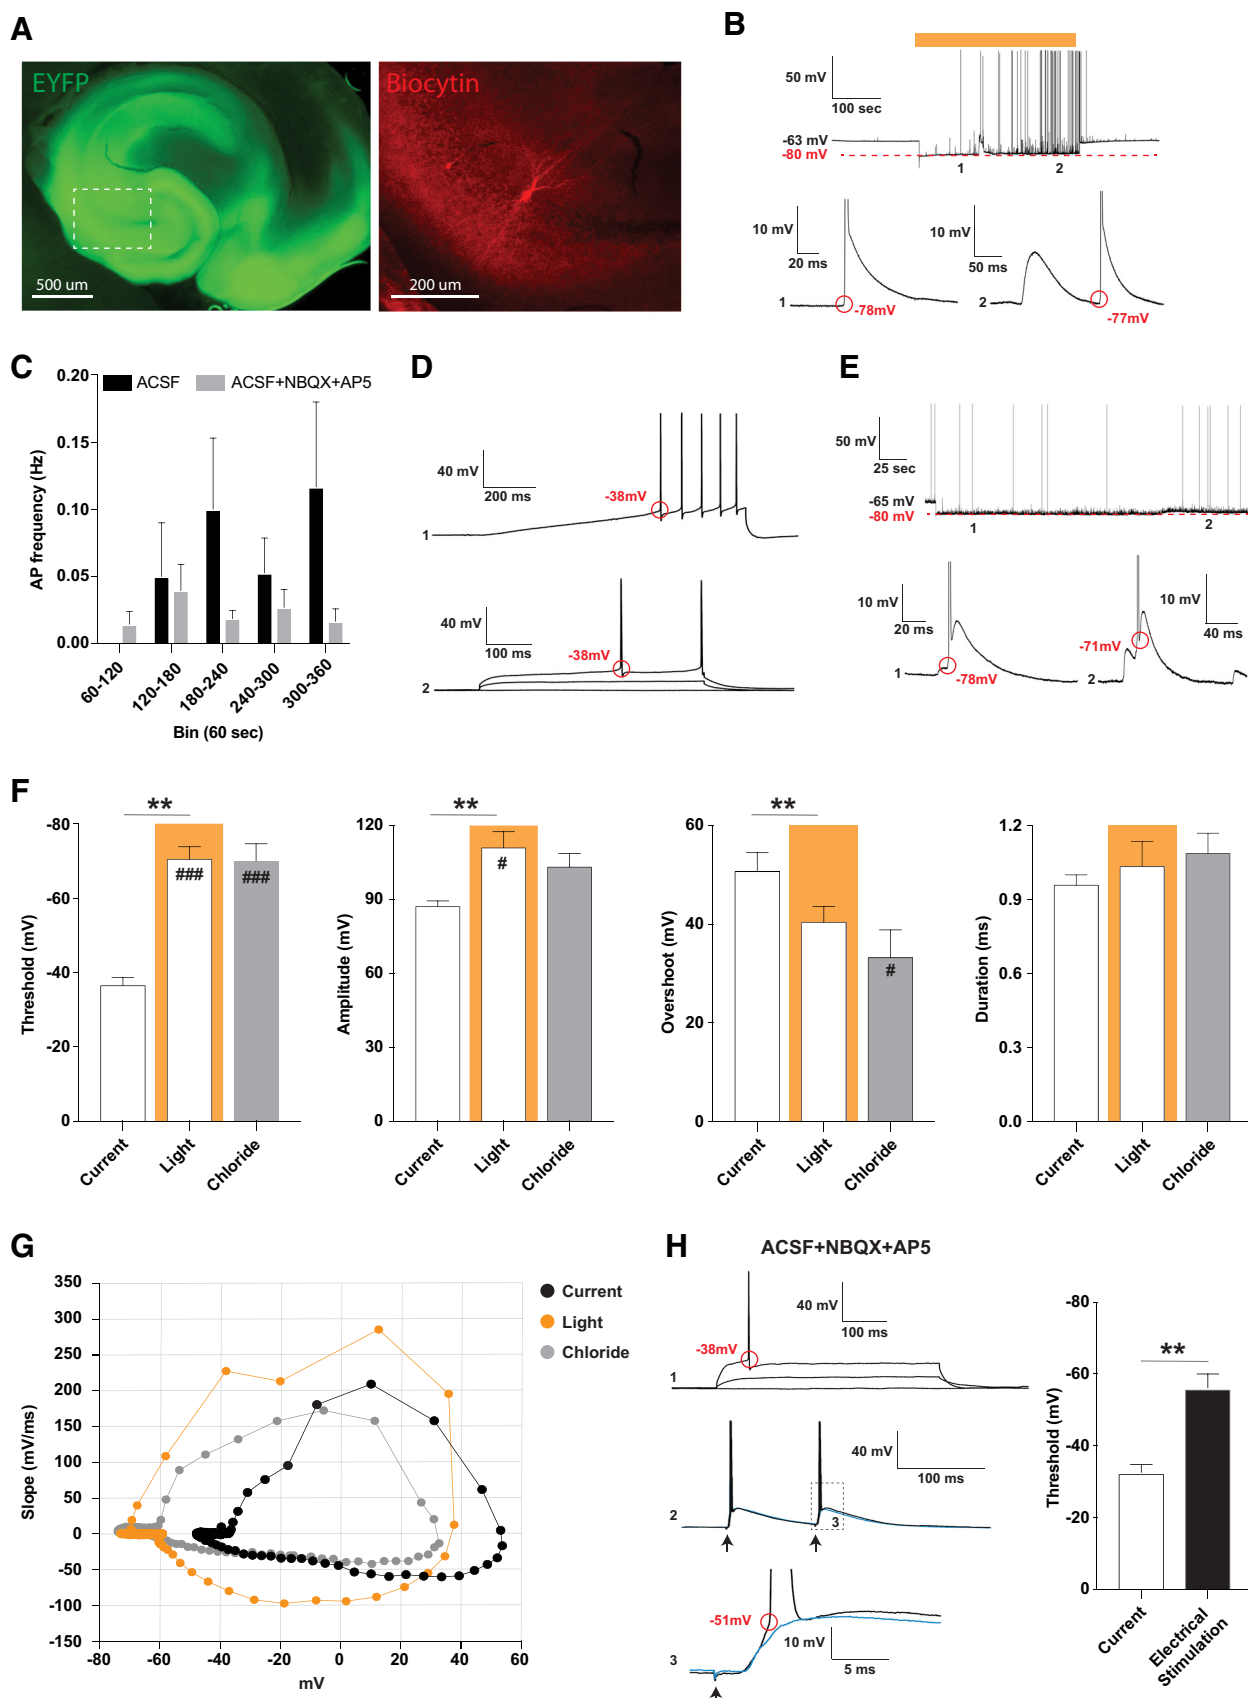 A
EYFP
500 um
Biocytin
200 um
B
50 mV
100 sec
-63 mV
-80 mV
1
2
10 mV
20 ms
1
-78mV
10 mV
50 ms
2
-77mV
C
ACSF
ACSF+NBQX+AP5
0.20
0.15
0.10
0.05
0.00
AP frequency (Hz)
60-120
120-180
180-240
240-300
300-360
Bin (60 sec)
D
40 mV
200 ms
-38mV
1
40 mV
100 ms
-38mV
2
E
50 mV
25 sec
-65 mV
-80 mV
1
2
10 mV
20 ms
1
-78mV
10 mV
40 ms
-71mV
2
F
**
-80
-60
-40
-20
0
Threshold (mV)
###
###
Current
Light
Chloride
**
120
90
60
30
0
Amplitude (mV)
#
Current
Light
Chloride
**
60
40
20
0
Overshoot (mV)
#
Current
Light
Chloride
1.2
0.9
0.6
0.3
0.0
Duration (ms)
Current
Light
Chloride
G
350
300
250
200
150
100
50
0
-50
-100
-150
Slope (mV/ms)
-80
-60
-40
-20
0
20
40
60
mV
Current
Light
Chloride
H
ACSF+NBQX+AP5
40 mV
100 ms
-38mV
1
40 mV
100 ms
2
3
-51mV
10 mV
5 ms
3
-80
-60
-40
-20
0
Threshold (mV)
**
Current
Electrical
Stimulation